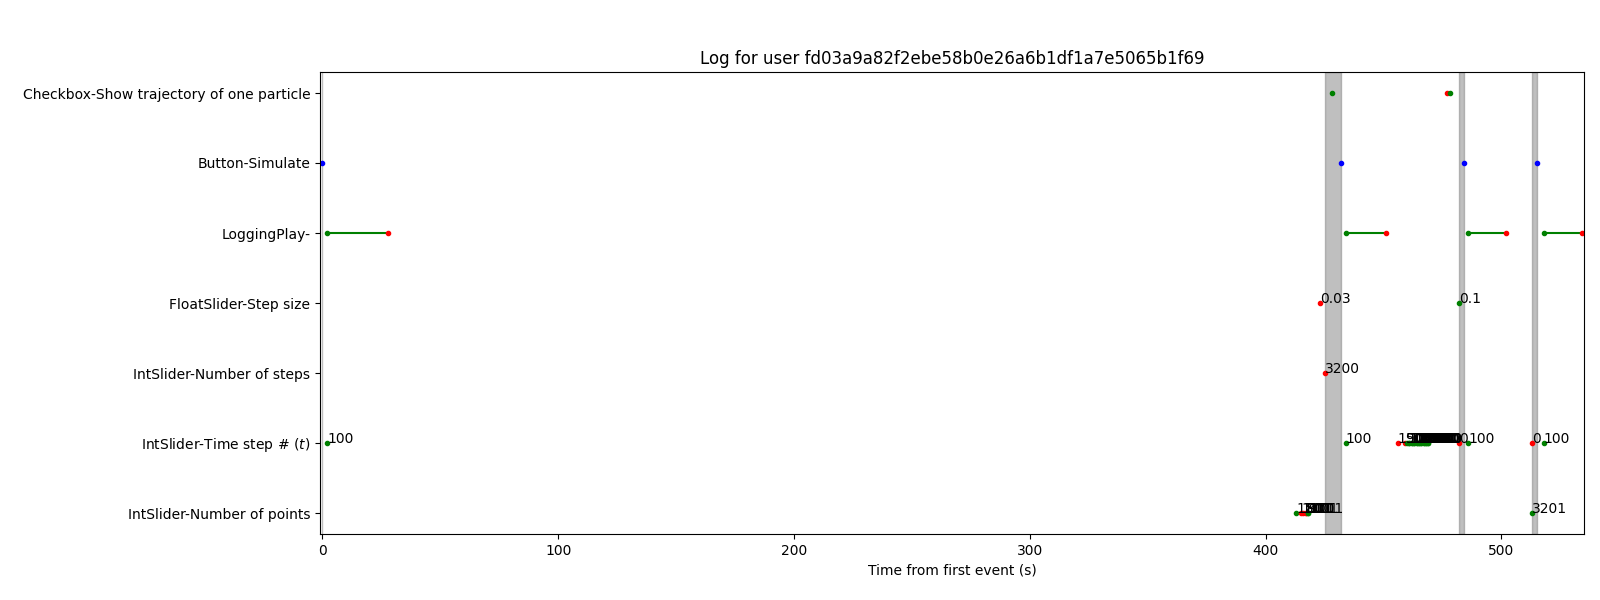 Log for user fd03a9a82f2ebe58b0e26a6b1df1a7e5065b1f69
Checkbox-Show trajectory of one particle
Button-Simulate
LoggingPlay-
FloatSlider-Step size
0.03
0.1
IntSlider-Number of steps
3200
IntSlider-Time step # (t)
100
100
0
100
0
100
IntSlider-Number of points
3201
0
100
200
300
400
500
Time from first event (s)